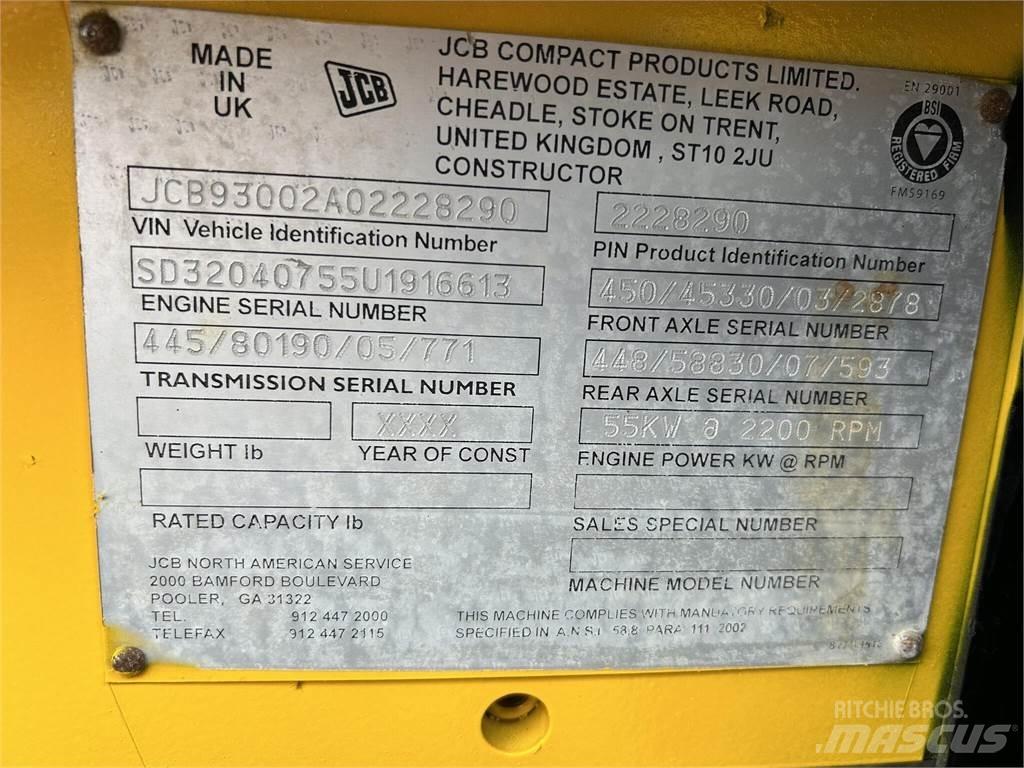 MADE
IN
UK
JCB
JCB COMPACT PRODUCTS LIMITED.
HAREWOOD ESTATE, LEEK ROAD,
CHEADLE, STOKE ON TRENT,
UNITED KINGDOM , ST10 2JU
CONSTRUCTOR
EN 29001
BSI
REGISTERED FIRM
FM59169
JCB93002A02228290
VIN Vehicle Identification Number
2228290
PIN Product Identification Number
SD32040755U1916613
ENGINE SERIAL NUMBER
450/45330/03/2878
FRONT AXLE SERIAL NUMBER
445/80190/05/771
TRANSMISSION SERIAL NUMBER
448/58830/07/593
REAR AXLE SERIAL NUMBER
WEIGHT lb
XXXX
YEAR OF CONST
55KW @ 2200 RPM
ENGINE POWER KW @ RPM
RATED CAPACITY lb
SALES SPECIAL NUMBER
MACHINE MODEL NUMBER
JCB NORTH AMERICAN SERVICE
2000 BAMFORD BOULEVARD
POOLER, GA 31322
TEL. 912 447 2000
TELEFAX 912 447 2115
THIS MACHINE COMPLIES WITH MANDATORY REQUIREMENTS
SPECIFIED IN A.N.S.I. 56.8 PARA 111 2002
RITCHIE BROS.
MASCUS